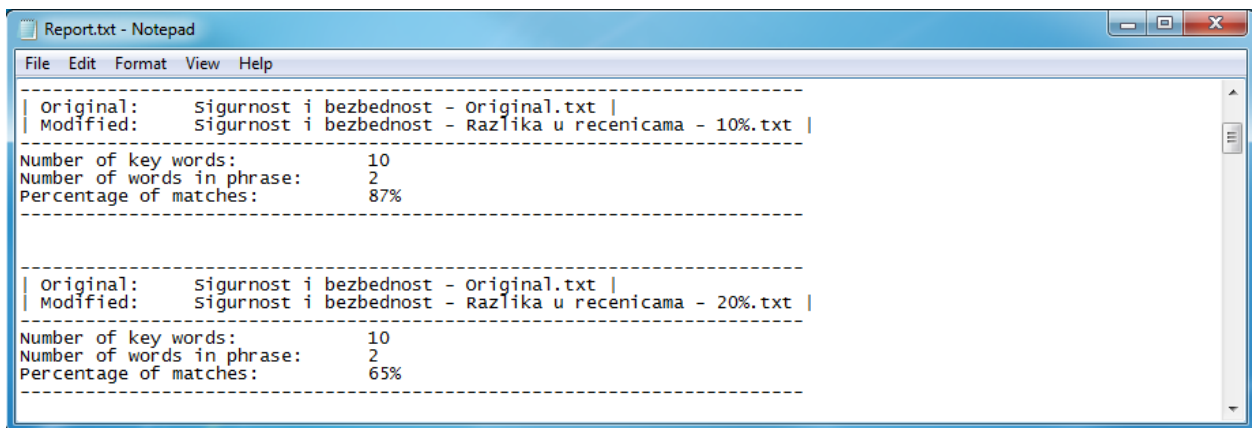 Report.txt - Notepad
File Edit Format View Help
------------------------------------------------------------------------
| Original: Sigurnost i bezbednost - Original.txt |
| Modified: Sigurnost i bezbednost - Razlika u recenicama - 10%.txt |
------------------------------------------------------------------------
Number of key words: 10
Number of words in phrase: 2
Percentage of matches: 87%
------------------------------------------------------------------------
------------------------------------------------------------------------
| Original: Sigurnost i bezbednost - Original.txt |
| Modified: Sigurnost i bezbednost - Razlika u recenicama - 20%.txt |
------------------------------------------------------------------------
Number of key words: 10
Number of words in phrase: 2
Percentage of matches: 65%
------------------------------------------------------------------------